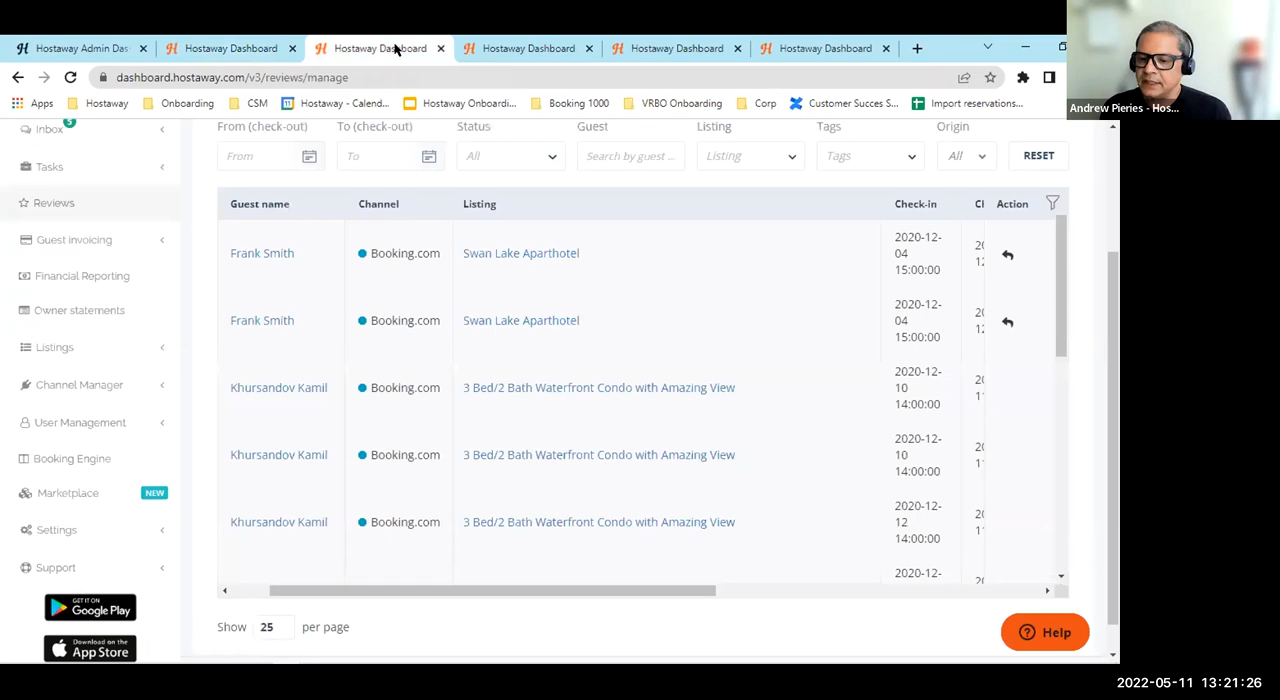 Hostaway Admin Das
Hostaway Dashboard
Hostaway Dashboard
Hostaway Dashboard
Hostaway Dashboard
Hostaway Dashboard
dashboard.hostaway.com/v3/reviews/manage
Apps
Hostaway
Onboarding
CSM
Hostaway - Calend...
Hostaway Onboardi...
Booking 1000
VRBO Onboarding
Corp
Customer Succes S...
Import reservations...
Andrew Pieries - Hos...
Inbox
5
Tasks
Reviews
Guest invoicing
Financial Reporting
Owner statements
Listings
Channel Manager
User Management
Booking Engine
Marketplace
NEW
Settings
Support
GET IT ON
Google Play
Download on the
App Store
From (check-out)
To (check-out)
Status
Guest
Listing
Tags
Origin
From
To
All
Search by guest ...
Listing
Tags
All
RESET
Guest name
Channel
Listing
Check-in
Action
Frank Smith
Booking.com
Swan Lake Aparthotel
2020-12-
04
15:00:00
Frank Smith
Booking.com
Swan Lake Aparthotel
2020-12-
04
15:00:00
Khursandov Kamil
Booking.com
3 Bed/2 Bath Waterfront Condo with Amazing View
2020-12-
10
14:00:00
Khursandov Kamil
Booking.com
3 Bed/2 Bath Waterfront Condo with Amazing View
2020-12-
10
14:00:00
Khursandov Kamil
Booking.com
3 Bed/2 Bath Waterfront Condo with Amazing View
2020-12-
12
14:00:00
2020-12-
Show 25 per page
Help
2022-05-11 13:21:26